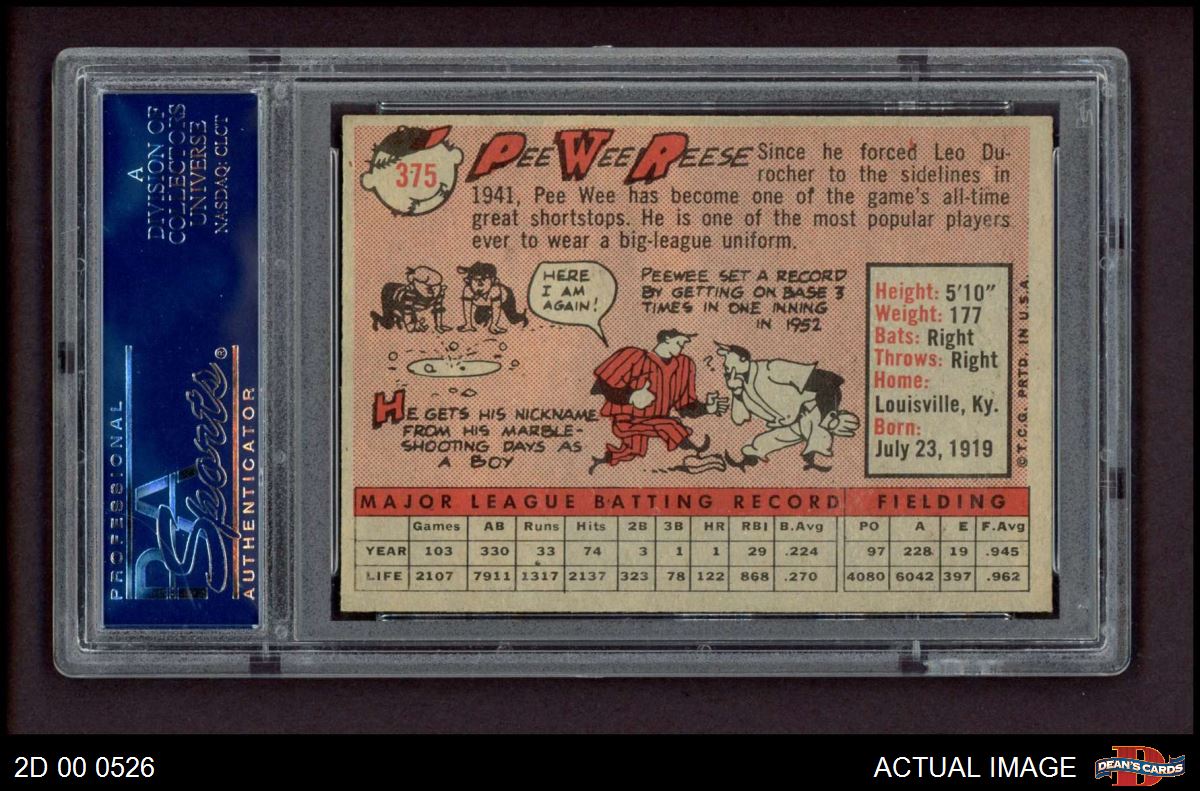 A
DIVISION OF
COLLECTORS
UNIVERSE
NASDAQ: CLCT
PROFESSIONAL
PSA
Sports®
AUTHENTICATOR
375
PEE WEE REESE Since he forced Leo Du-
rocher to the sidelines in
1941, Pee Wee has become one of the game's all-time
great shortstops. He is one of the most popular players
ever to wear a big-league uniform.
HERE
I AM
AGAIN!
PEEWEE SET A RECORD
BY GETTING ON BASE 3
TIMES IN ONE INNING
IN 1952
?
HE GETS HIS NICKNAME
FROM HIS MARBLE-
SHOOTING DAYS AS
A BOY
Height: 5'10"
Weight: 177
Bats: Right
Throws: Right
Home:
Louisville, Ky.
Born:
July 23, 1919
©T.C.G. PRTD. IN U.S.A.
MAJOR LEAGUE BATTING RECORD FIELDING
Games AB Runs Hits 2B 3B HR RBI B.Avg PO A E F.Avg
YEAR 103 330 33 74 3 1 1 29 .224 97 228 19 .945
LIFE 2107 7911 1317 2137 323 78 122 868 .270 4080 6042 397 .962
2D 00 0526
ACTUAL IMAGE
D
DEAN'S CARDS